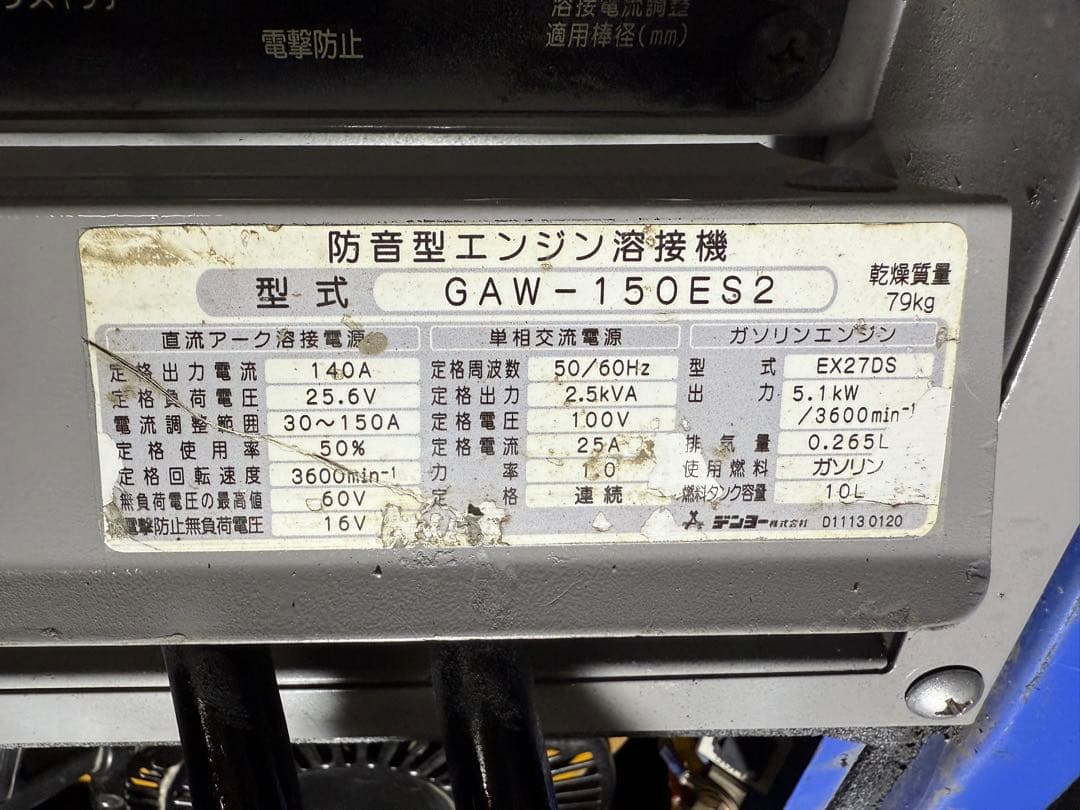 溶接電流調整
電撃防止
適用棒径(mm)
防音型エンジン溶接機
型式 GAW-150ES2
乾燥質量
79kg
直流アーク溶接電源
定格出力電流 140A
定格負荷電圧 25.6V
電流調整範囲 30～150A
定格使用率 50%
定格回転速度 3600min-1
無負荷電圧の最高値 60V
電撃防止無負荷電圧 16V
単相交流電源
定格周波数 50/60Hz
定格出力 2.5kVA
定格電圧 100V
定格電流 25A
力率 1.0
定格 連続
ガソリンエンジン
型式 EX27DS
出力 5.1kW
/3600min-1
排気量 0.265L
使用燃料 ガソリン
燃料タンク容量 10L
デンヨー株式会社 D11130120